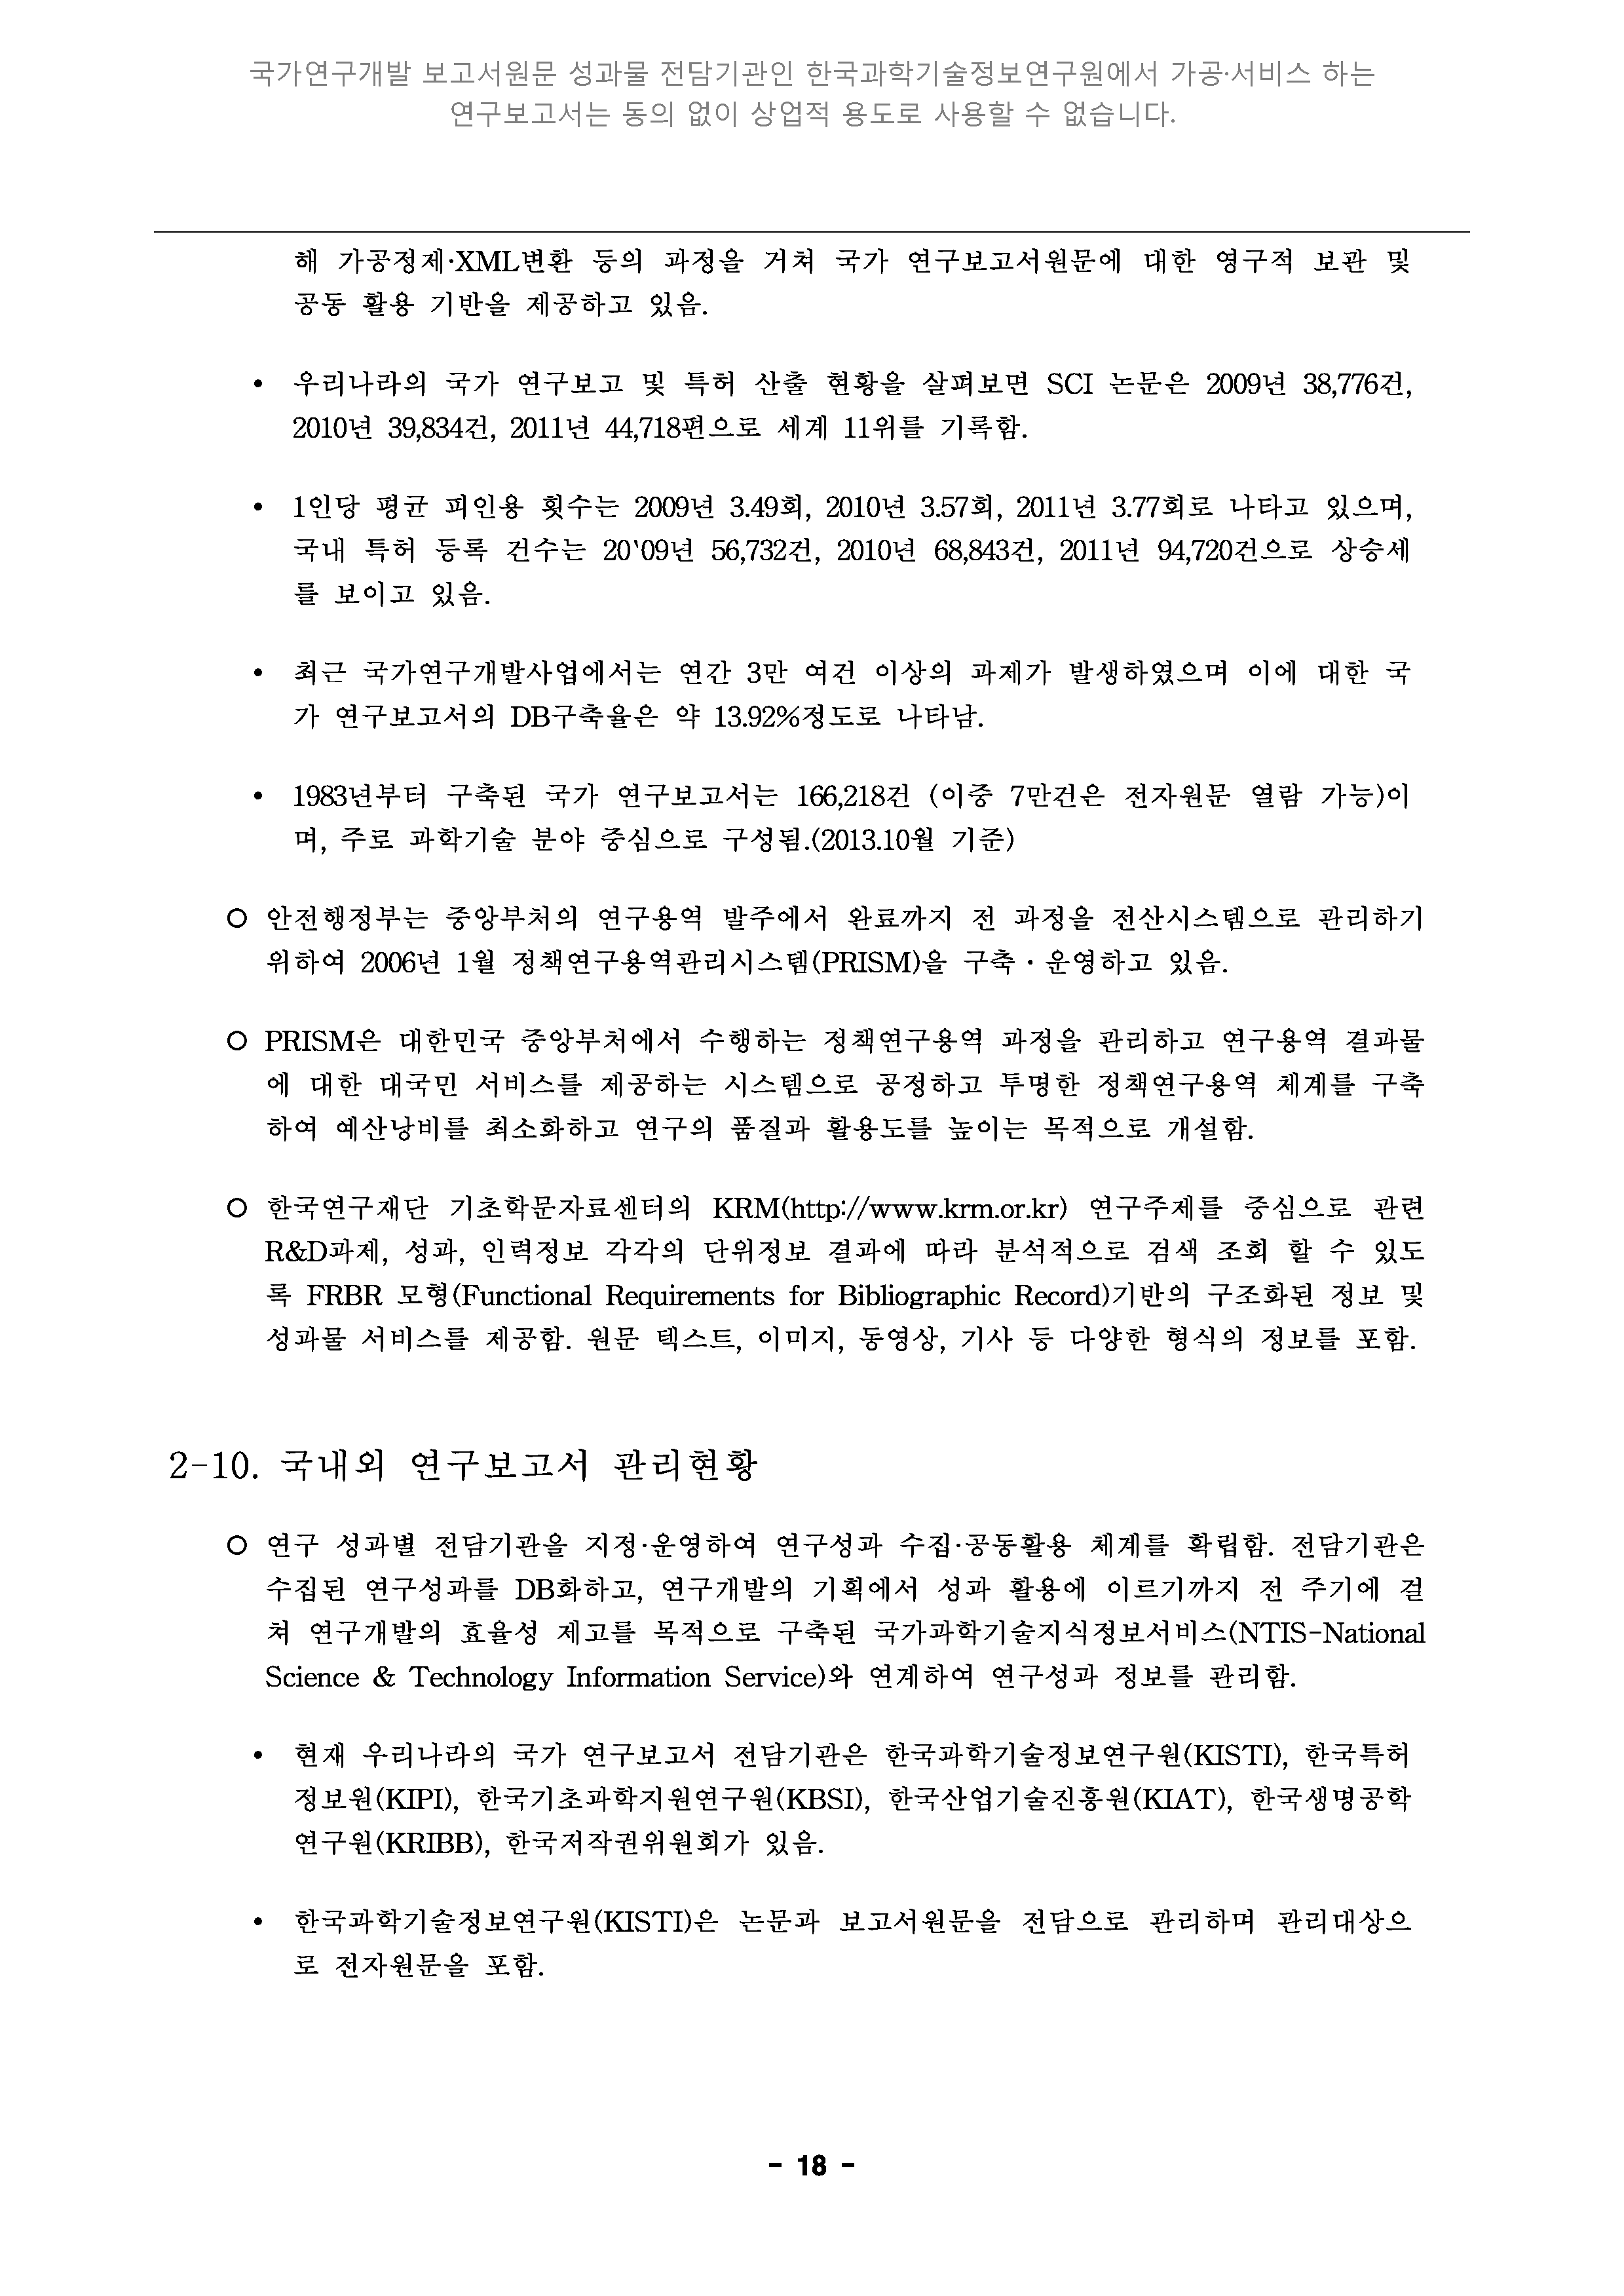 국가연구개발 보고서원문 성과물 전담기관인 한국과학기술정보연구원에서 가공·서비스 하는
연구보고서는 동의 없이 상업적 용도로 사용할 수 없습니다.
해 가공정제·XML변환 등의 과정을 거쳐 국가 연구보고서원문에 대한 영구적 보관 및
공동 활용 기반을 제공하고 있음.
• 우리나라의 국가 연구보고 및 특허 산출 현황을 살펴보면 SCI 논문은 2009년 38,776건,
2010년 39,834건, 2011년 44,718편으로 세계 11위를 기록함.
• 1인당 평균 피인용 횟수는 2009년 3.49회, 2010년 3.57회, 2011년 3.77회로 나타고 있으며,
국내 특허 등록 건수는 20'09년 56,732건, 2010년 68,843건, 2011년 94,720건으로 상승세
를 보이고 있음.
• 최근 국가연구개발사업에서는 연간 3만 여건 이상의 과제가 발생하였으며 이에 대한 국
가 연구보고서의 DB구축율은 약 13.92%정도로 나타남.
• 1983년부터 구축된 국가 연구보고서는 166,218건 (이중 7만건은 전자원문 열람 가능)이
며, 주로 과학기술 분야 중심으로 구성됨.(2013.10월 기준)
○ 안전행정부는 중앙부처의 연구용역 발주에서 완료까지 전 과정을 전산시스템으로 관리하기
위하여 2006년 1월 정책연구용역관리시스템(PRISM)을 구축·운영하고 있음.
○ PRISM은 대한민국 중앙부처에서 수행하는 정책연구용역 과정을 관리하고 연구용역 결과물
에 대한 대국민 서비스를 제공하는 시스템으로 공정하고 투명한 정책연구용역 체계를 구축
하여 예산낭비를 최소화하고 연구의 품질과 활용도를 높이는 목적으로 개설함.
○ 한국연구재단 기초학문자료센터의 KRM(http://www.krm.or.kr) 연구주제를 중심으로 관련
R&D과제, 성과, 인력정보 각각의 단위정보 결과에 따라 분석적으로 검색 조회 할 수 있도
록 FRBR 모형(Functional Requirements for Bibliographic Record)기반의 구조화된 정보 및
성과물 서비스를 제공함. 원문 텍스트, 이미지, 동영상, 기사 등 다양한 형식의 정보를 포함.
2-10. 국내외 연구보고서 관리현황
○ 연구 성과별 전담기관을 지정·운영하여 연구성과 수집·공동활용 체계를 확립함. 전담기관은
수집된 연구성과를 DB화하고, 연구개발의 기획에서 성과 활용에 이르기까지 전 주기에 걸
쳐 연구개발의 효율성 제고를 목적으로 구축된 국가과학기술지식정보서비스(NTIS-National
Science & Technology Information Service)와 연계하여 연구성과 정보를 관리함.
• 현재 우리나라의 국가 연구보고서 전담기관은 한국과학기술정보연구원(KISTI), 한국특허
정보원(KIPI), 한국기초과학지원연구원(KBSI), 한국산업기술진흥원(KIAT), 한국생명공학
연구원(KRIBB), 한국저작권위원회가 있음.
• 한국과학기술정보연구원(KISTI)은 논문과 보고서원문을 전담으로 관리하며 관리대상으
로 전자원문을 포함.
- 18 -